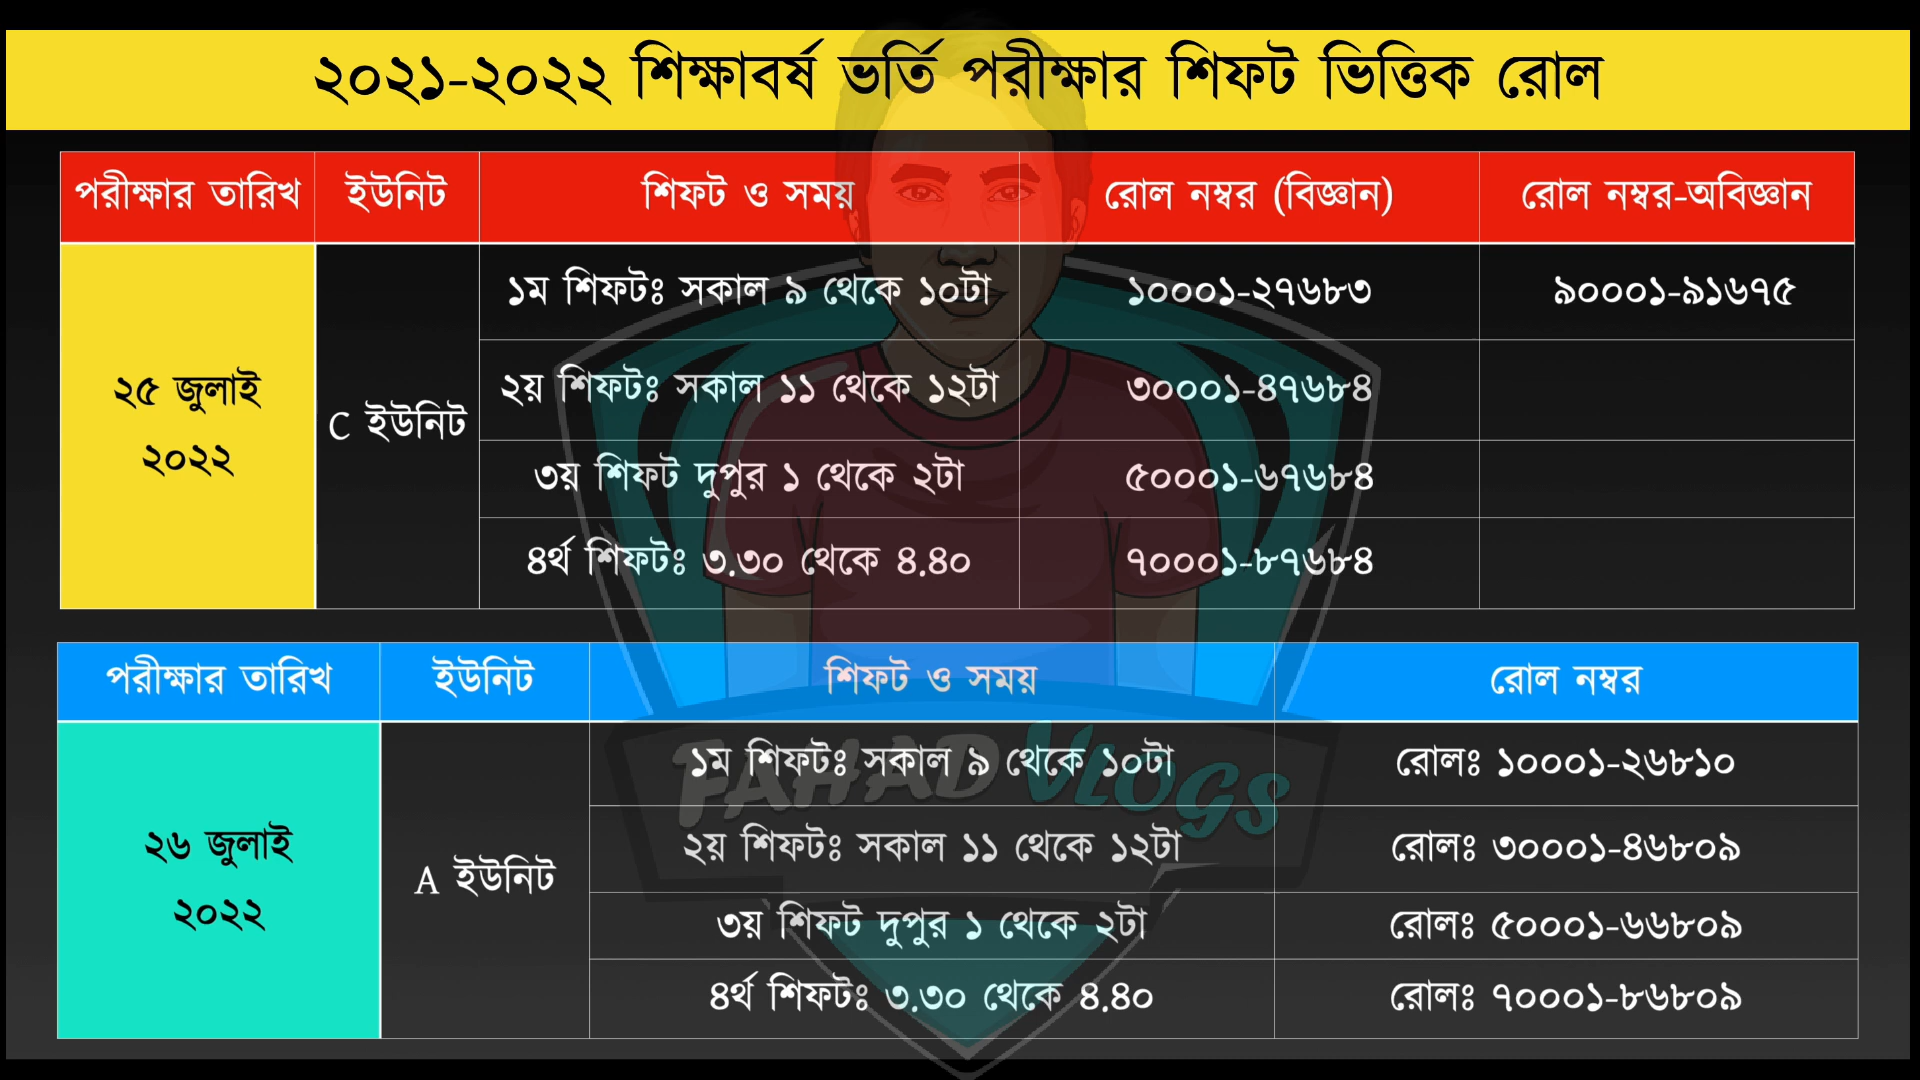 ২০২১-২০২২ শিক্ষাবর্ষ ভর্তি পরীক্ষার শিফট ভিত্তিক রোল
পরীক্ষার তারিখ ইউনিট শিফট ও সময় রোল নম্বর (বিজ্ঞান) রোল নম্বর-অবিজ্ঞান
২৫ জুলাই
২০২২
C ইউনিট
১ম শিফটঃ সকাল ৯ থেকে ১০টা ১০০০১-২৭৬৮৩ ৯০০০১-৯১৬৭৫
২য় শিফটঃ সকাল ১১ থেকে ১২টা ৩০০০১-৪৭৬৮৪
৩য় শিফট দুপুর ১ থেকে ২টা ৫০০০১-৬৭৬৮৪
৪র্থ শিফটঃ ৩.৩০ থেকে ৪.৪০ ৭০০০১-৮৭৬৮৪
পরীক্ষার তারিখ ইউনিট শিফট ও সময় রোল নম্বর
২৬ জুলাই
২০২২
A ইউনিট
১ম শিফটঃ সকাল ৯ থেকে ১০টা রোলঃ ১০০০১-২৬৮১০
২য় শিফটঃ সকাল ১১ থেকে ১২টা রোলঃ ৩০০০১-৪৬৮০৯
৩য় শিফট দুপুর ১ থেকে ২টা রোলঃ ৫০০০১-৬৬৮০৯
৪র্থ শিফটঃ ৩.৩০ থেকে ৪.৪০ রোলঃ ৭০০০১-৮৬৮০৯
FAHAD VLOGS